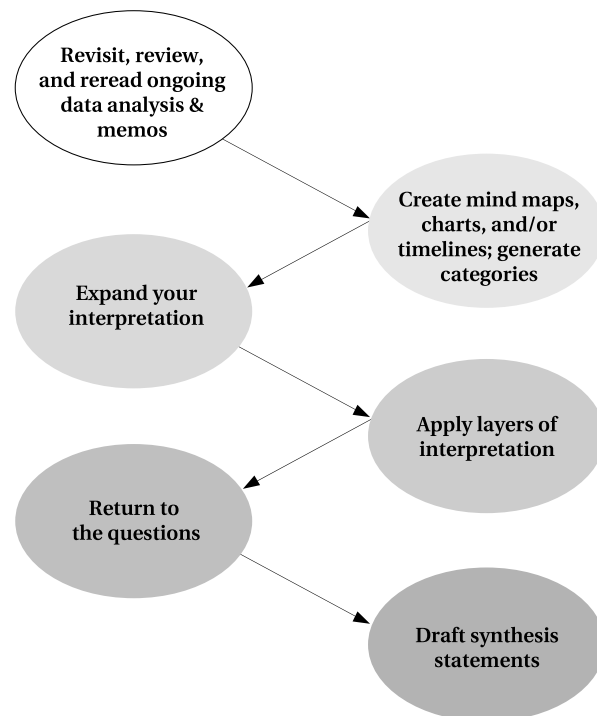 Revisit, review,
and reread ongoing
data analysis &
memos
Create mind maps,
charts, and/or
timelines; generate
categories
Expand your
interpretation
Apply layers of
interpretation
Return to
the questions
Draft synthesis
statements